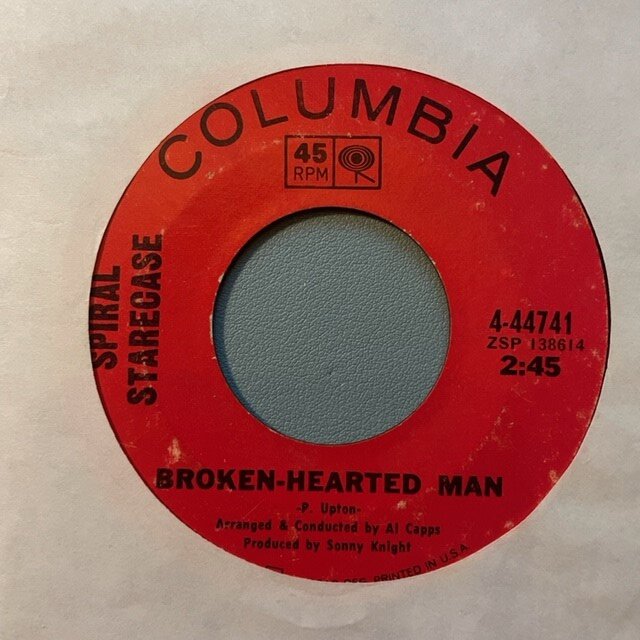 COLUMBIA
45
RPM
SPIRAL
STARECASE
4-44741
ZSP 138614
2:45
BROKEN-HEARTED MAN
-P. Upton-
Arranged & Conducted by Al Capps
Produced by Sonny Knight
PRINTED IN U.S.A.